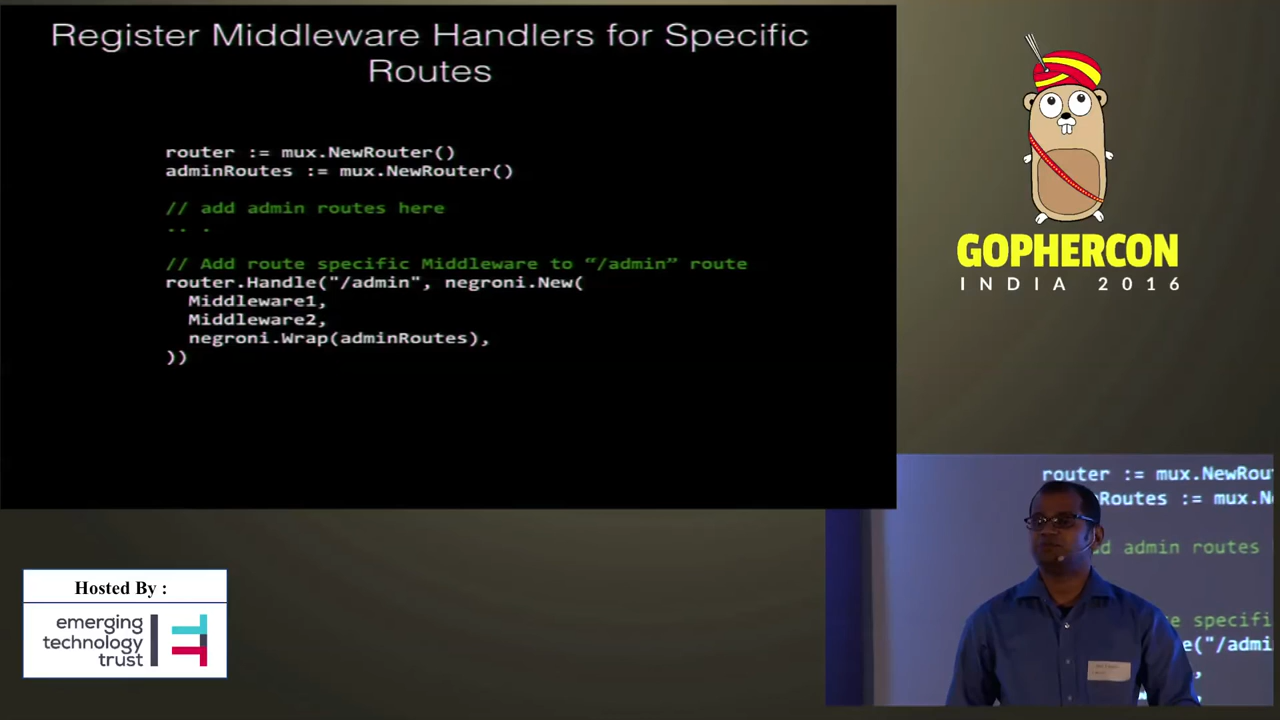 Register Middleware Handlers for Specific
Routes
router := mux.NewRouter()
adminRoutes := mux.NewRouter()
// add admin routes here
.. .
// Add route specific Middleware to “/admin” route
router.Handle("/admin", negroni.New(
Middleware1,
Middleware2,
negroni.Wrap(adminRoutes),
))
GOPHERCON
INDIA 2016
Hosted By :
emerging
technology
trust
router := mux.NewRou
nRoutes := mux.N
dd admin routes
e specifi
e("/admi
,
,